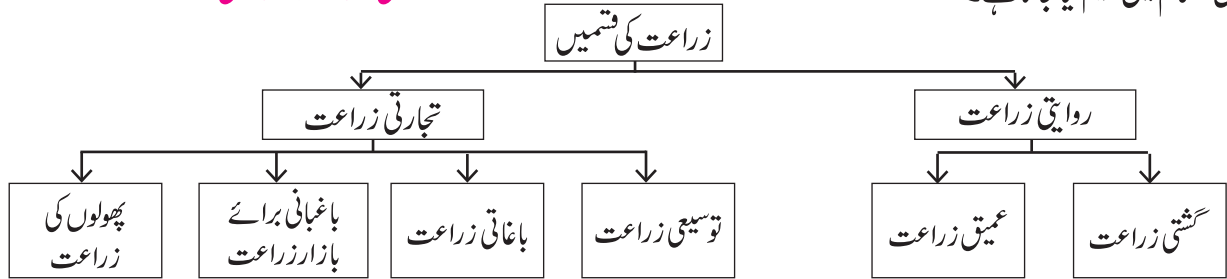 زراعت کی قسمیں
روایتی زراعت
تجارتی زراعت
گشتی زراعت
عمیق زراعت
توسیعی زراعت
باغاتی زراعت
باغبانی برائے
بازار زراعت
پھولوں کی
زراعت